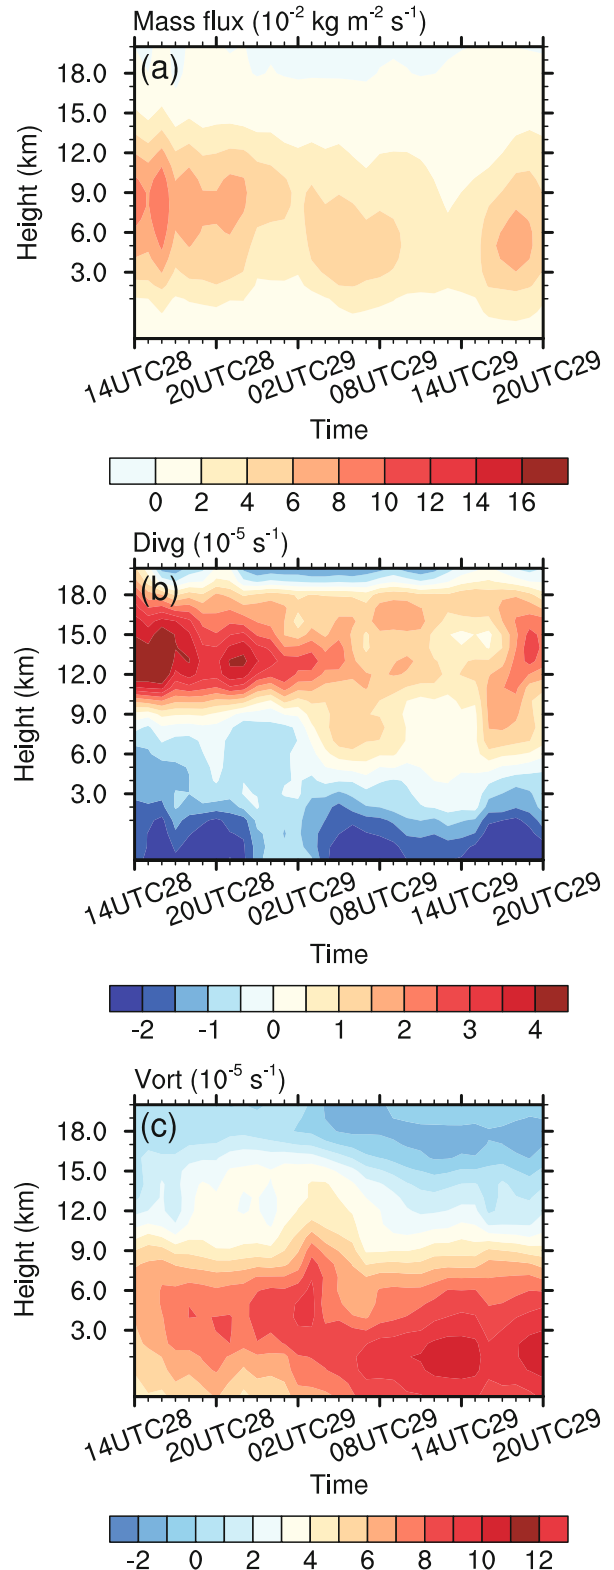 Mass flux (10⁻² kg m⁻² s⁻¹)
(a)
18.0
15.0
12.0
9.0
6.0
3.0
Height (km)
14UTC28 20UTC28 02UTC29 08UTC29 14UTC29 20UTC29
Time
0 2 4 6 8 10 12 14 16
Divg (10⁻⁵ s⁻¹)
(b)
18.0
15.0
12.0
9.0
6.0
3.0
Height (km)
14UTC28 20UTC28 02UTC29 08UTC29 14UTC29 20UTC29
Time
-2 -1 0 1 2 3 4
Vort (10⁻⁵ s⁻¹)
(c)
18.0
15.0
12.0
9.0
6.0
3.0
Height (km)
14UTC28 20UTC28 02UTC29 08UTC29 14UTC29 20UTC29
Time
-2 0 2 4 6 8 10 12